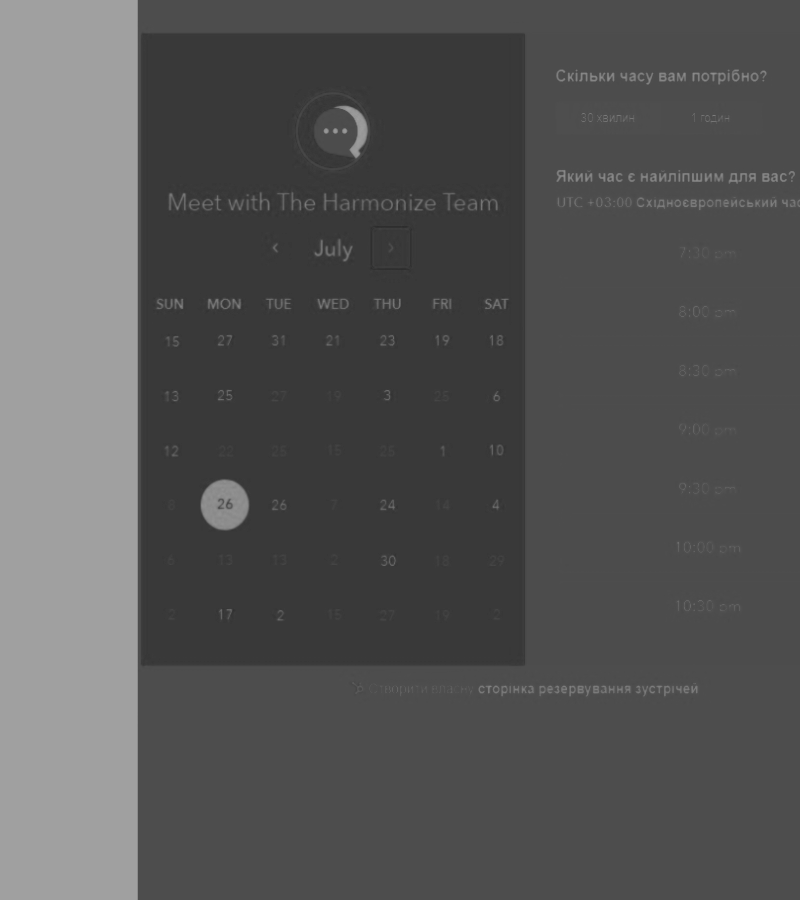 Meet with The Harmonize Team
July
SUN MON TUE WED THU FRI SAT
15 27 31 21 23 19 18
13 25 27 19 3 25 6
12 22 25 15 26 1 10
8 26 26 7 24 14 4
6 13 13 2 30 18 29
2 17 2 15 27 19 2
Скільки часу вам потрібно?
30 хвилин 1 годин
Який час є найліпшим для вас?
UTC +03:00 Східноєвропейський час
7:30 pm
8:00 pm
8:30 pm
9:00 pm
9:30 pm
10:00 pm
10:30 pm
створити власну сторінка резервування зустрічей